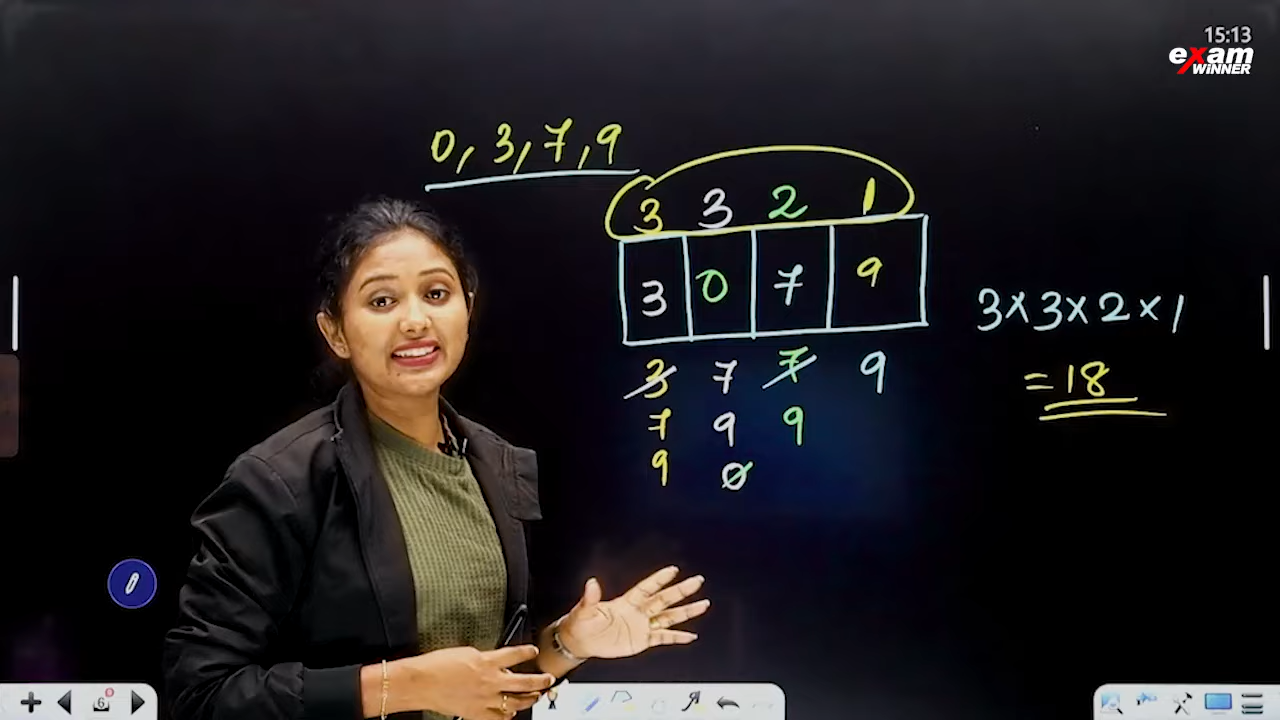 15:13
exam
WINNER
0, 3, 7, 9
3 3 2 1
3 0 7 9
3×3×2×1
3 7 7 9
= 18
7 9 9
9 0
6